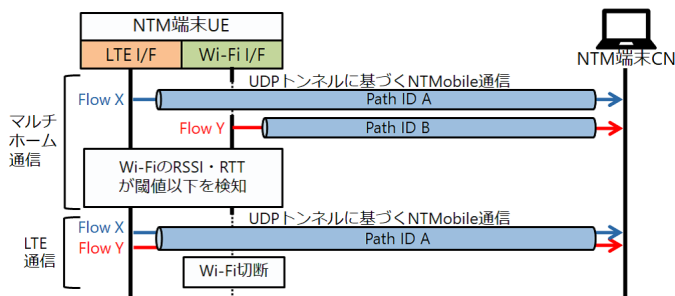 NTM端末UE
LTE I/F
Wi-Fi I/F
NTM端末CN
マルチ
ホーム
通信
UDPトンネルに基づくNTMobile通信
Flow X
Path ID A
Flow Y
Path ID B
Wi-FiのRSSI・RTT
が閾値以下を検知
LTE
通信
UDPトンネルに基づくNTMobile通信
Flow X
Flow Y
Path ID A
Wi-Fi切断